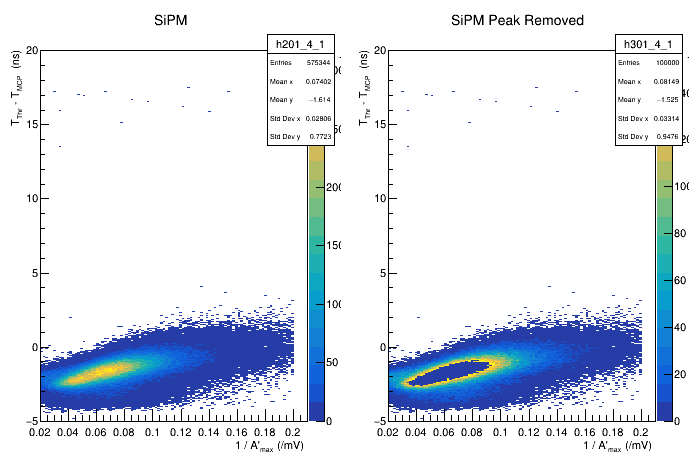 SiPM
h201_4_1
Entries 575344
Mean x 0.07402
Mean y −1.614
Std Dev x 0.02806
Std Dev y 0.7723
T_Thr - T_MCP (ns)
20
15
10
5
0
−5
0.02 0.04 0.06 0.08 0.1 0.12 0.14 0.16 0.18 0.2
1 / A'_max (/mV)
200
150
100
50
0
SiPM Peak Removed
h301_4_1
Entries 100000
Mean x 0.08149
Mean y −1.525
Std Dev x 0.03314
Std Dev y 0.9476
T_Thr - T_MCP (ns)
20
15
10
5
0
−5
0.02 0.04 0.06 0.08 0.1 0.12 0.14 0.16 0.18 0.2
1 / A'_max (/mV)
100
80
60
40
20
0